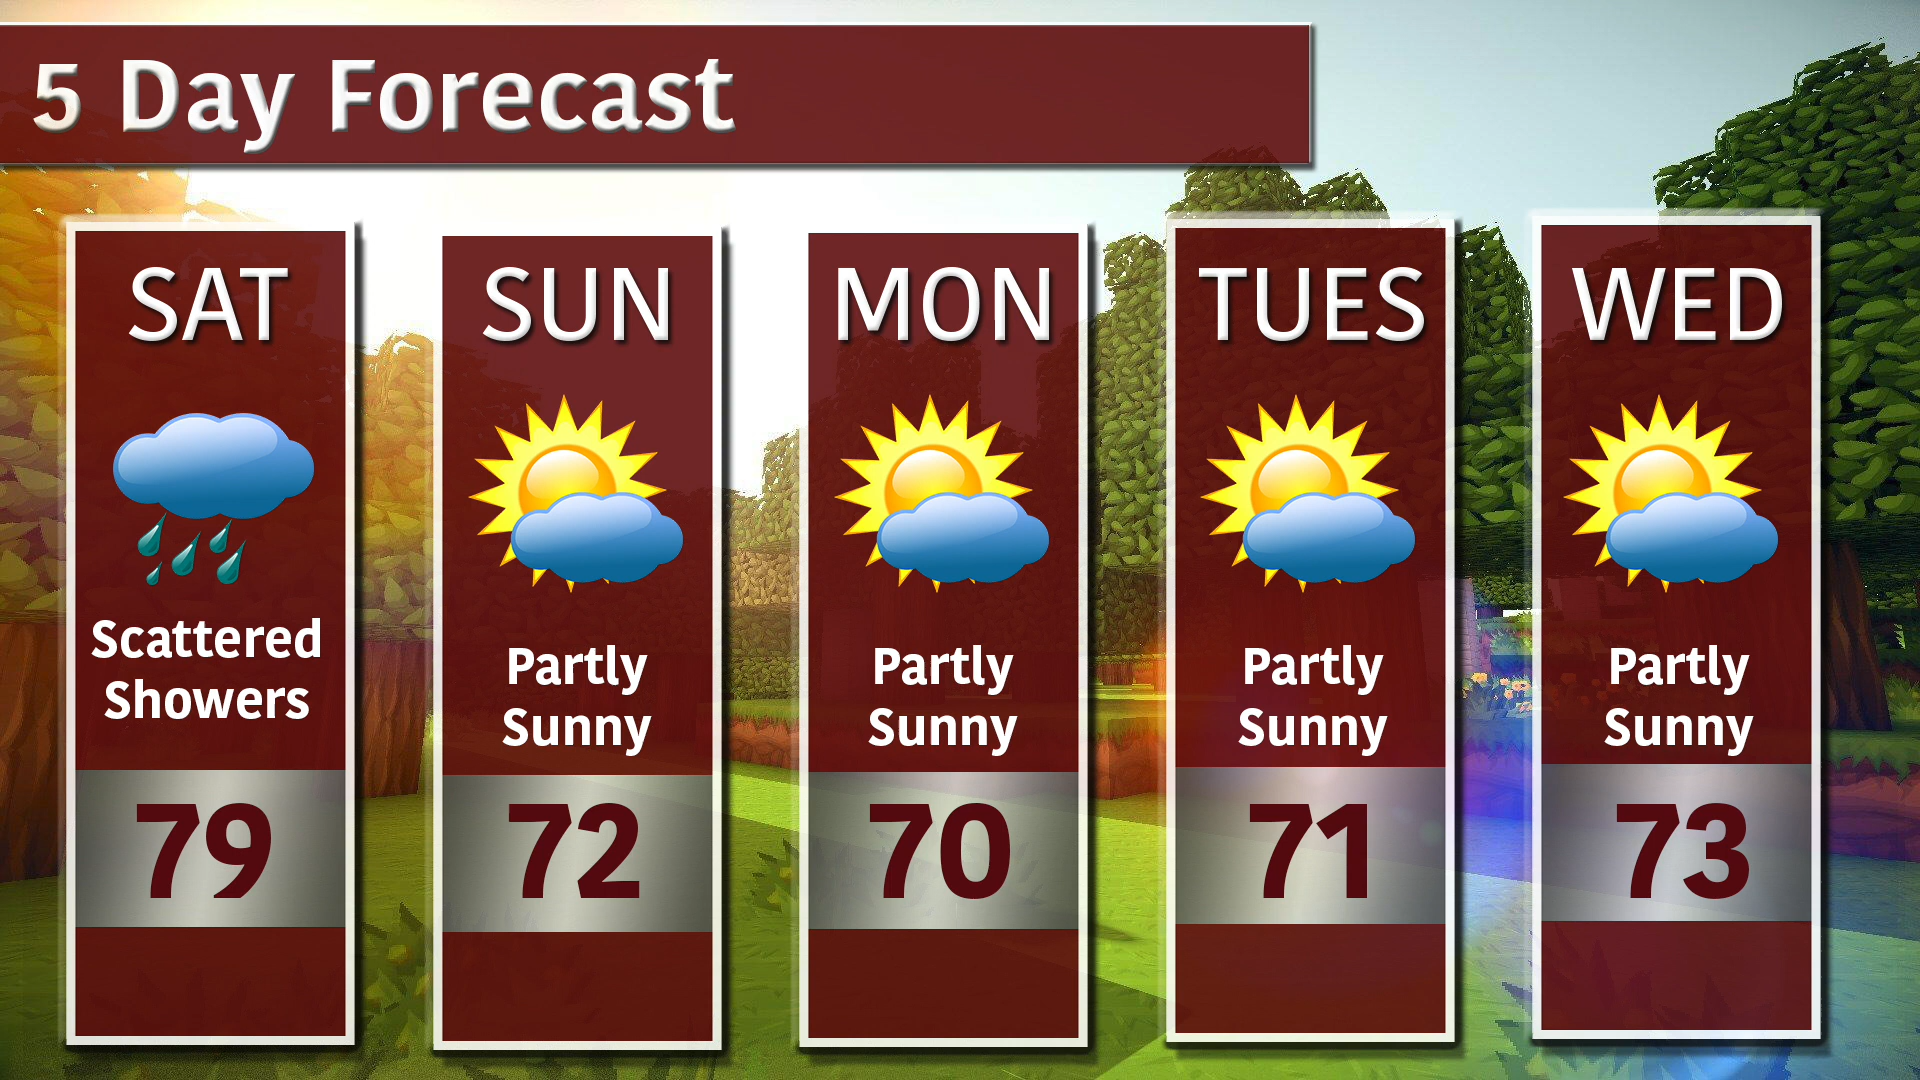 5 Day Forecast
SAT
Scattered
Showers
79
SUN
Partly
Sunny
72
MON
Partly
Sunny
70
TUES
Partly
Sunny
71
WED
Partly
Sunny
73